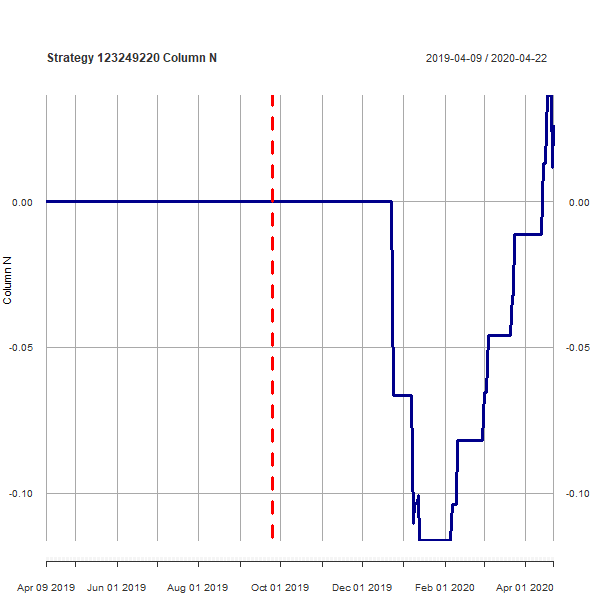 Strategy 123249220 Column N
2019-04-09 / 2020-04-22
0.00 0.00
-0.05 -0.05
-0.10 -0.10
Column N
Apr 09 2019 Jun 01 2019 Aug 01 2019 Oct 01 2019 Dec 01 2019 Feb 01 2020 Apr 01 2020